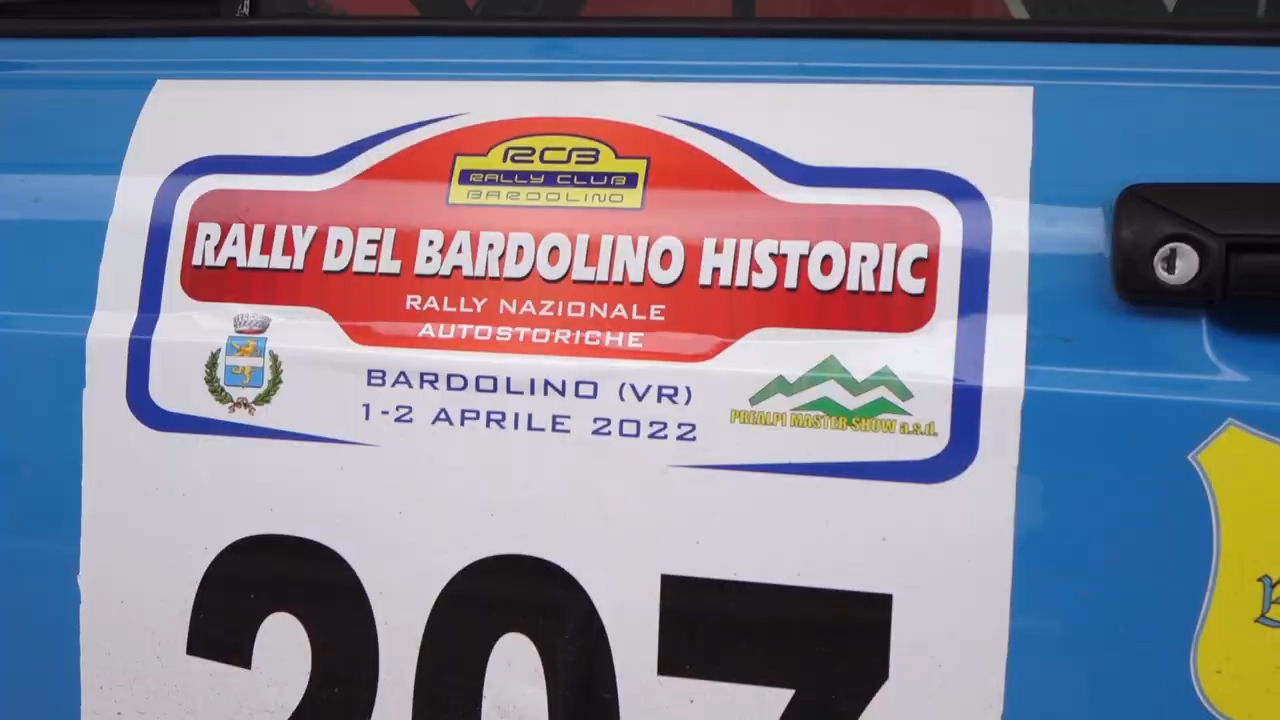 RCB
RALLY CLUB
BARDOLINO
RALLY DEL BARDOLINO HISTORIC
RALLY NAZIONALE
AUTOSTORICHE
BARDOLINO (VR)
1-2 APRILE 2022
PREALPI MASTER SHOW a.s.d.
207